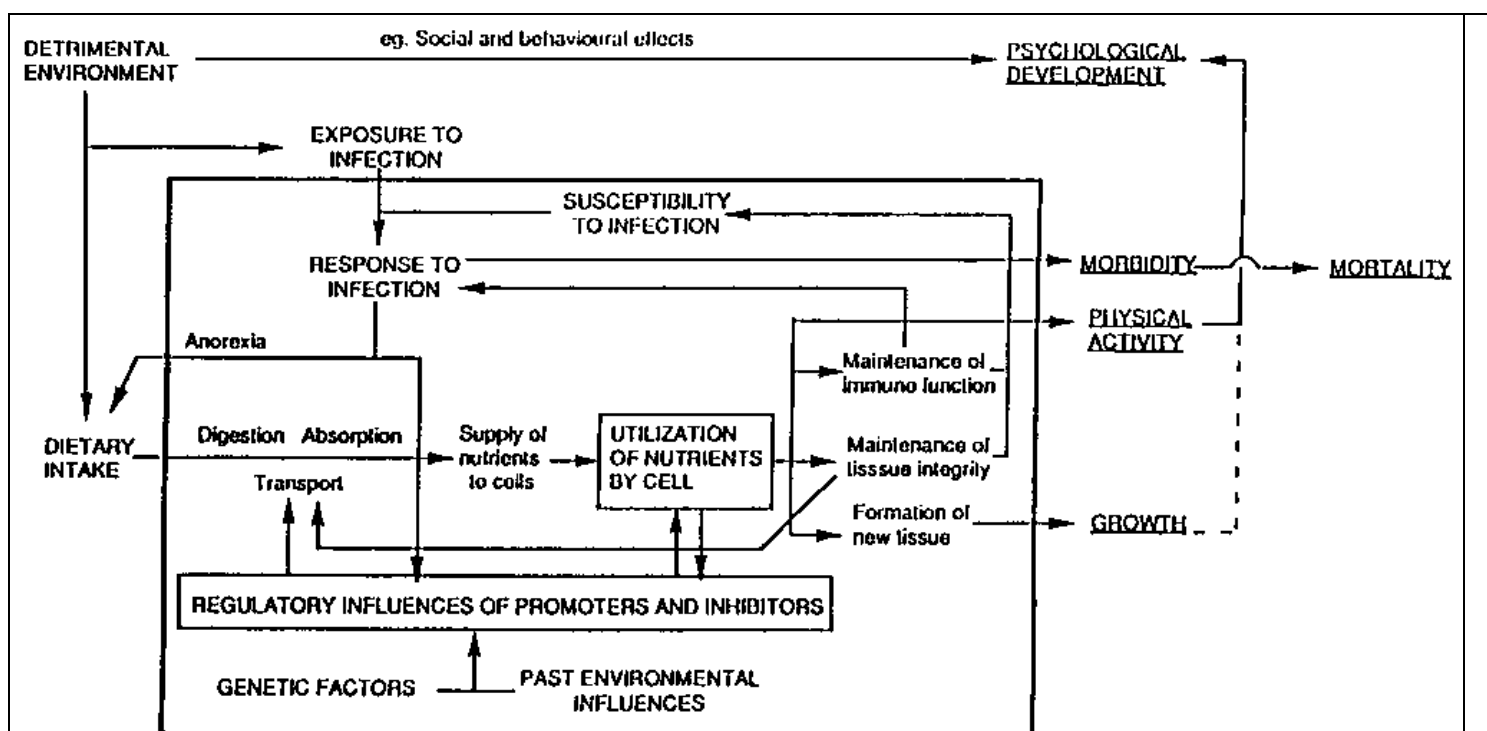 eg. Social and behavioural effects
DETRIMENTAL
ENVIRONMENT
PSYCHOLOGICAL
DEVELOPMENT
EXPOSURE TO
INFECTION
SUSCEPTIBILITY
TO INFECTION
RESPONSE TO
INFECTION
MORBIDITY
MORTALITY
PHYSICAL
ACTIVITY
Anorexia
Maintenance of
immuno function
DIETARY
INTAKE
Digestion Absorption
Transport
Supply of
nutrients
to cells
UTILIZATION
OF NUTRIENTS
BY CELL
Maintenance of
tisssue integrity
Formation of
new tissue
GROWTH
REGULATORY INFLUENCES OF PROMOTERS AND INHIBITORS
GENETIC FACTORS
PAST ENVIRONMENTAL
INFLUENCES